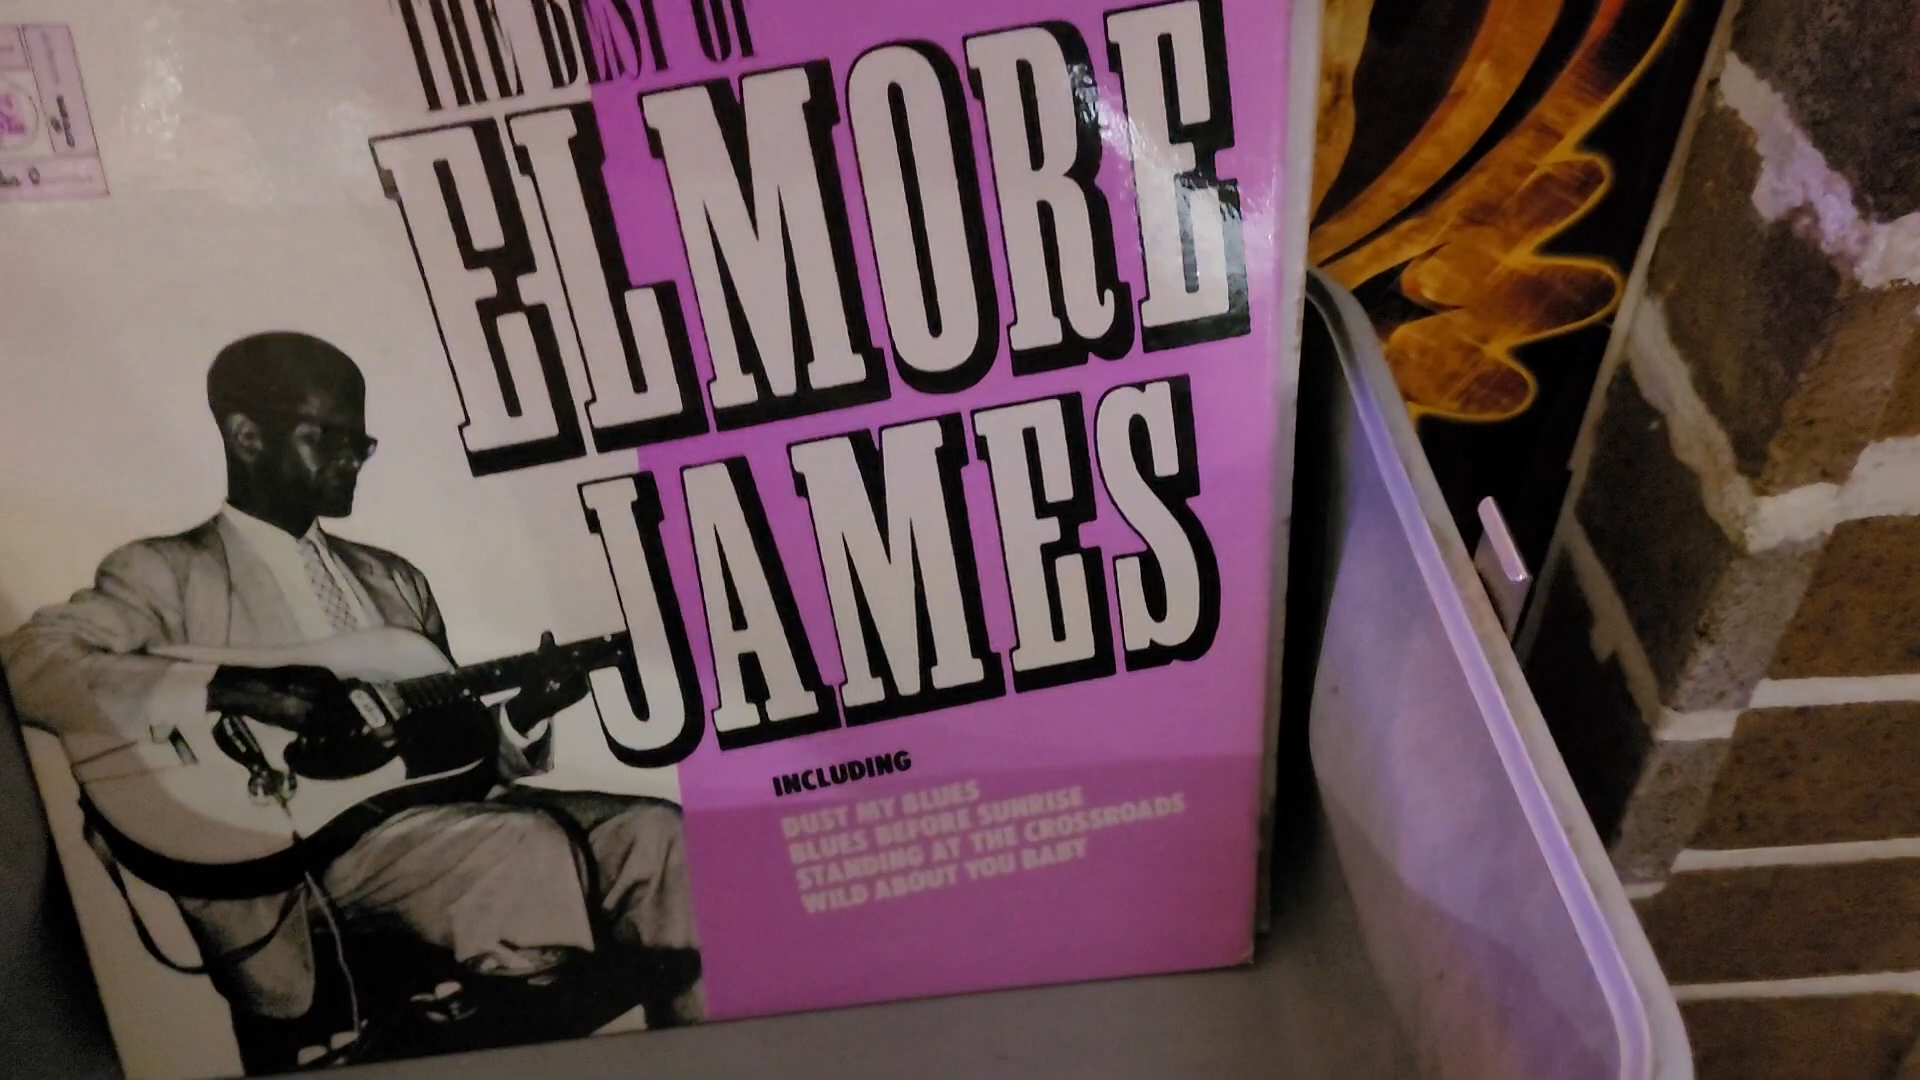 THE BEST OF
ELMORE
JAMES
INCLUDING
DUST MY BLUES
BLUES BEFORE SUNRISE
STANDING AT THE CROSSROADS
WILD ABOUT YOU BABY